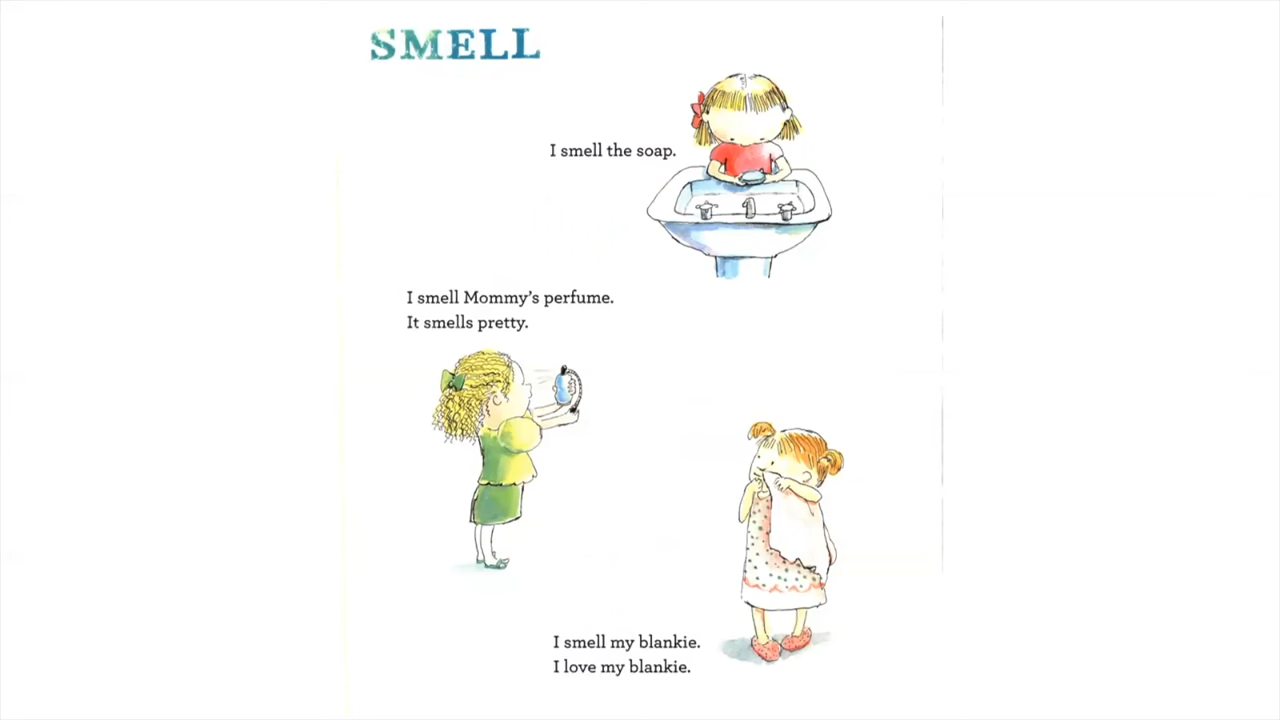 SMELL
I smell the soap.
I smell Mommy's perfume.
It smells pretty.
I smell my blankie.
I love my blankie.